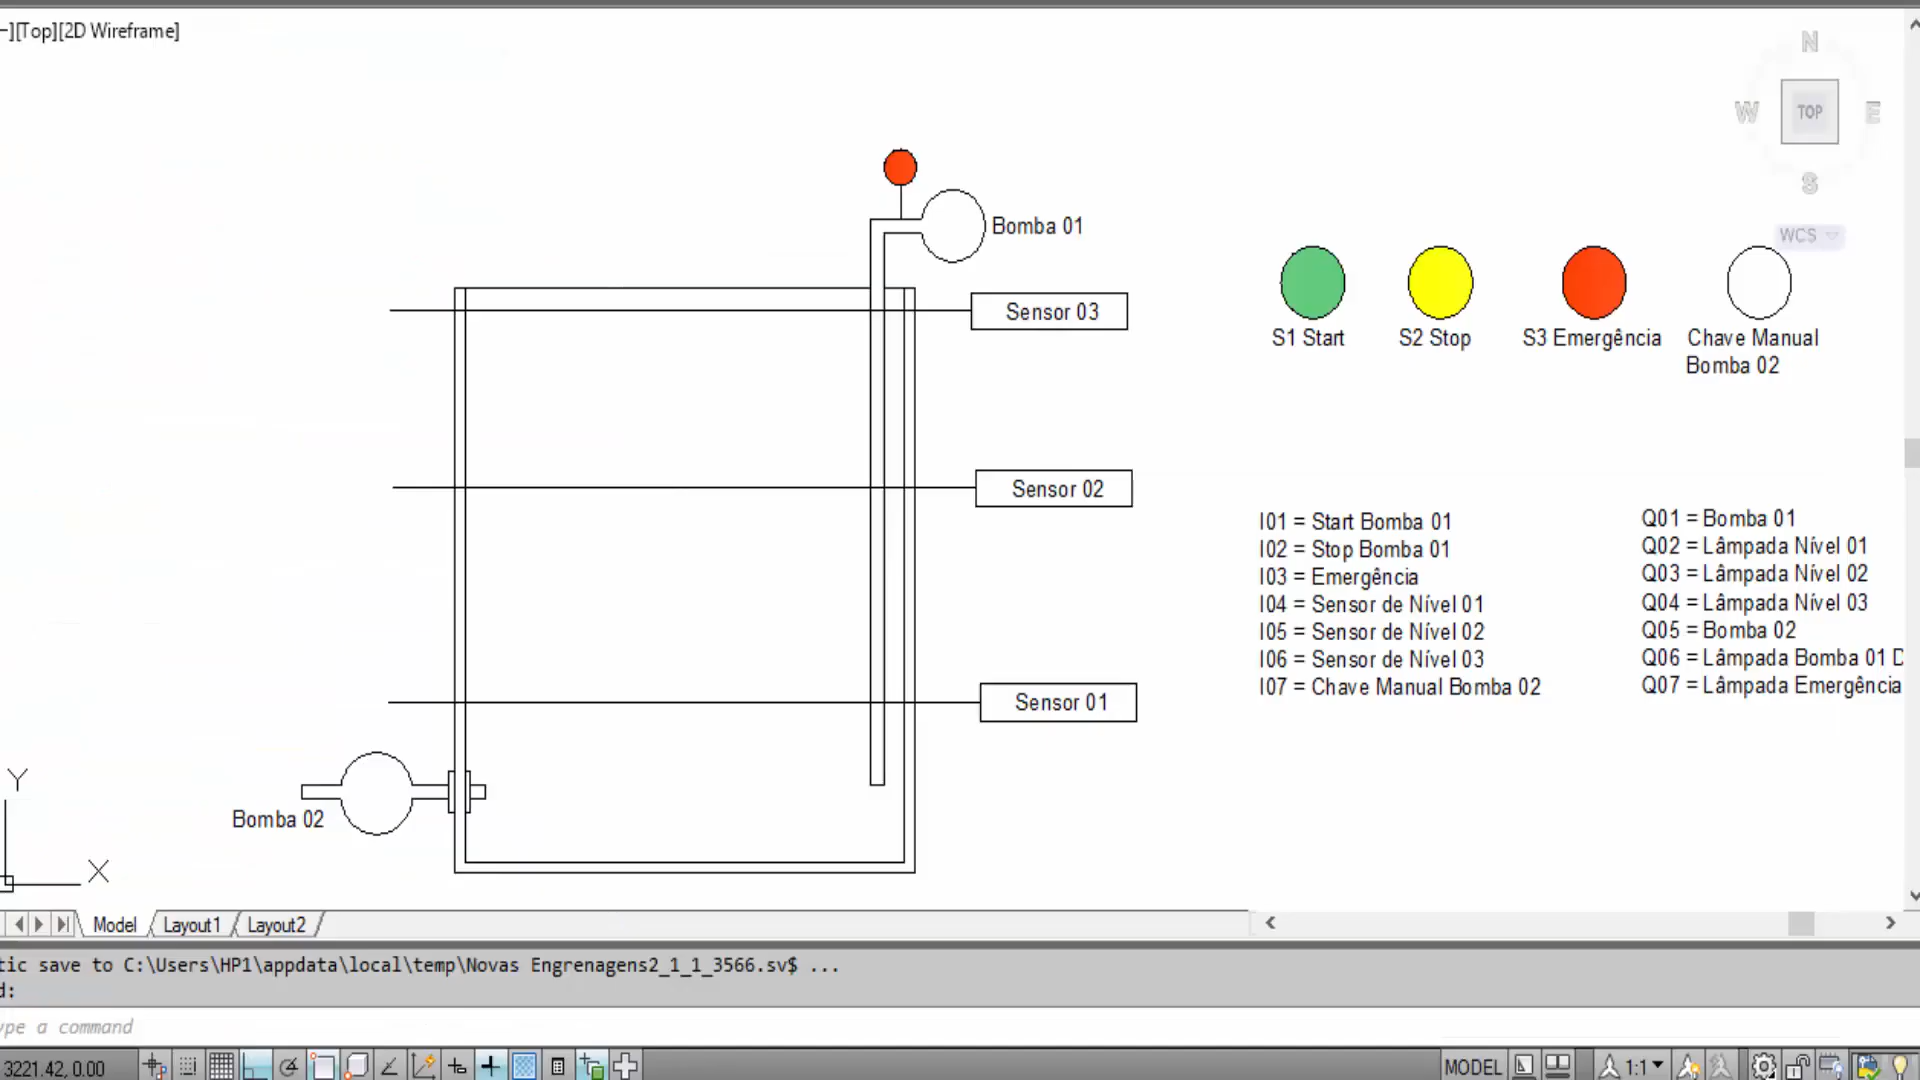 −][Top][2D Wireframe]
N
W
TOP
E
S
WCS
Bomba 01
Sensor 03
Sensor 02
Sensor 01
Bomba 02
S1 Start
S2 Stop
S3 Emergência
Chave Manual
Bomba 02
I01 = Start Bomba 01
I02 = Stop Bomba 01
I03 = Emergência
I04 = Sensor de Nível 01
I05 = Sensor de Nível 02
I06 = Sensor de Nível 03
I07 = Chave Manual Bomba 02
Q01 = Bomba 01
Q02 = Lâmpada Nível 01
Q03 = Lâmpada Nível 02
Q04 = Lâmpada Nível 03
Q05 = Bomba 02
Q06 = Lâmpada Bomba 01 D
Q07 = Lâmpada Emergência
Y
X
Model
Layout1
Layout2
tic save to C:\Users\HP1\appdata\local\temp\Novas Engrenagens2_1_1_3566.sv$ ...
d:
ype a command
3221.42, 0.00
MODEL
1:1